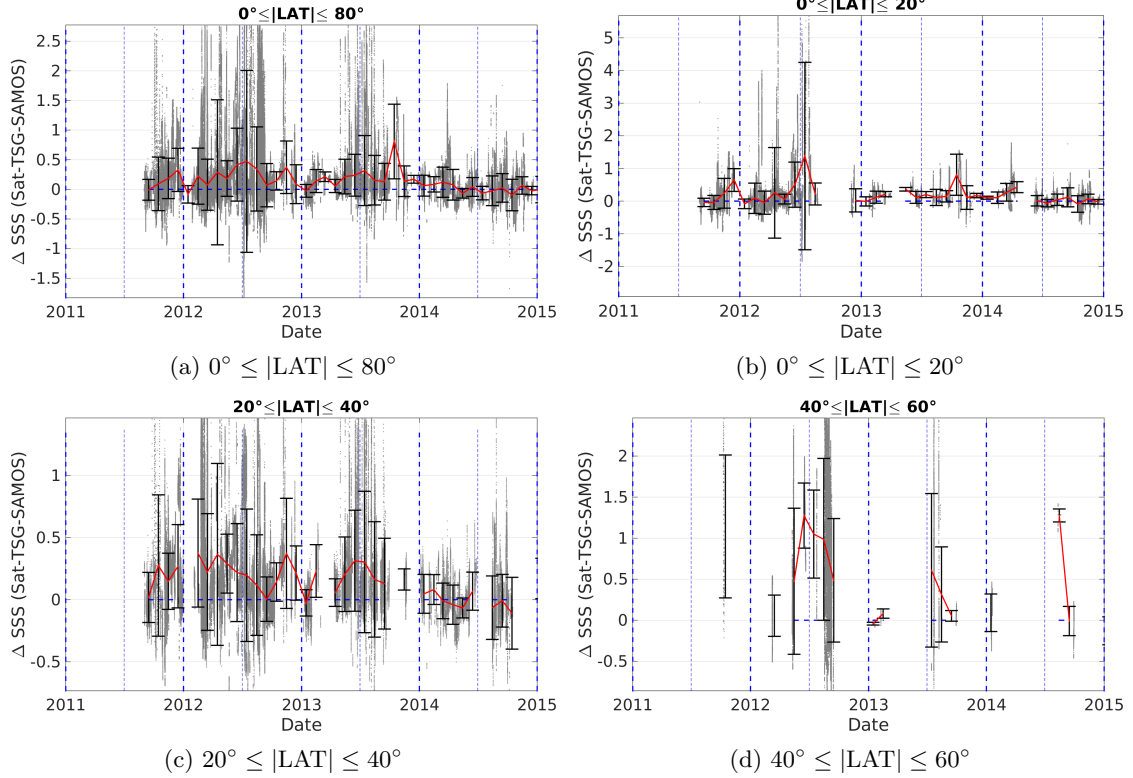 0°≤|LAT|≤ 80°
Δ SSS (Sat-TSG-SAMOS)
2.5
2
1.5
1
0.5
0
-0.5
-1
-1.5
2011 2012 2013 2014 2015
Date
(a) 0° ≤ |LAT| ≤ 80°
0°≤|LAT|≤ 20°
Δ SSS (Sat-TSG-SAMOS)
5
4
3
2
1
0
-1
-2
2011 2012 2013 2014 2015
Date
(b) 0° ≤ |LAT| ≤ 20°
20°≤|LAT|≤ 40°
Δ SSS (Sat-TSG-SAMOS)
1
0.5
0
-0.5
2011 2012 2013 2014 2015
Date
(c) 20° ≤ |LAT| ≤ 40°
40°≤|LAT|≤ 60°
Δ SSS (Sat-TSG-SAMOS)
2
1.5
1
0.5
0
-0.5
2011 2012 2013 2014 2015
Date
(d) 40° ≤ |LAT| ≤ 60°